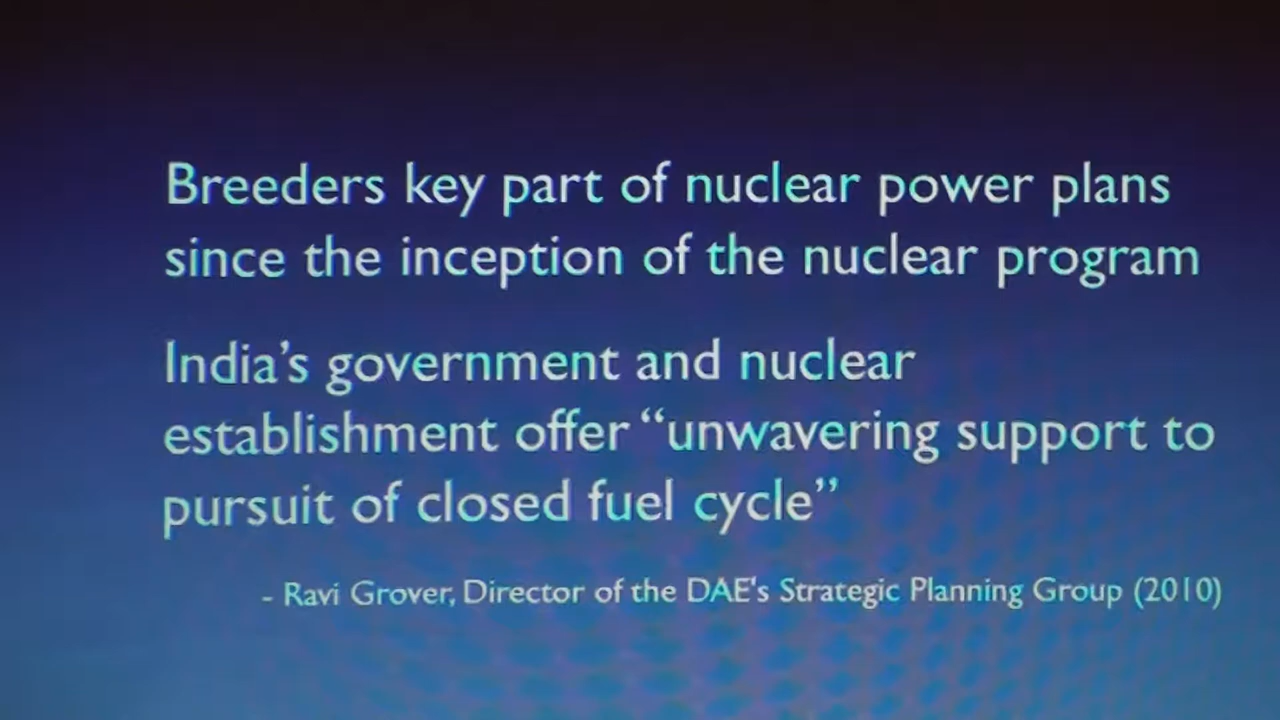 Breeders key part of nuclear power plans
since the inception of the nuclear program
India’s government and nuclear
establishment offer “unwavering support to
pursuit of closed fuel cycle”
- Ravi Grover, Director of the DAE's Strategic Planning Group (2010)